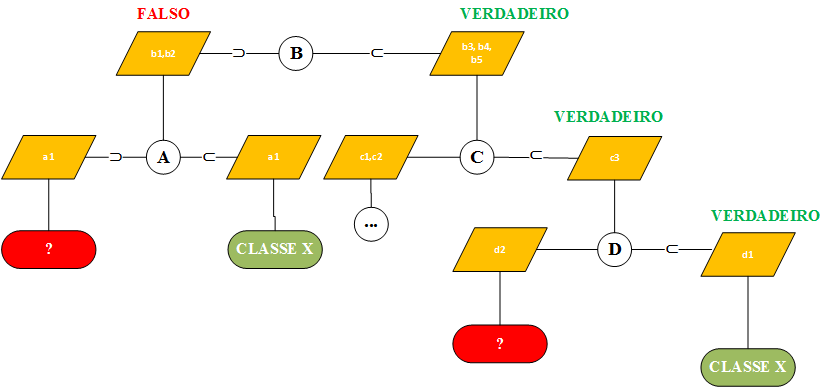 FALSO
VERDADEIRO
b1,b2
⊃
B
⊂
b3, b4,
b5
VERDADEIRO
a1
⊃
A
⊂
a1
c1,c2
C
⊂
c3
VERDADEIRO
?
CLASSE X
...
d2
D
⊂
d1
?
CLASSE X